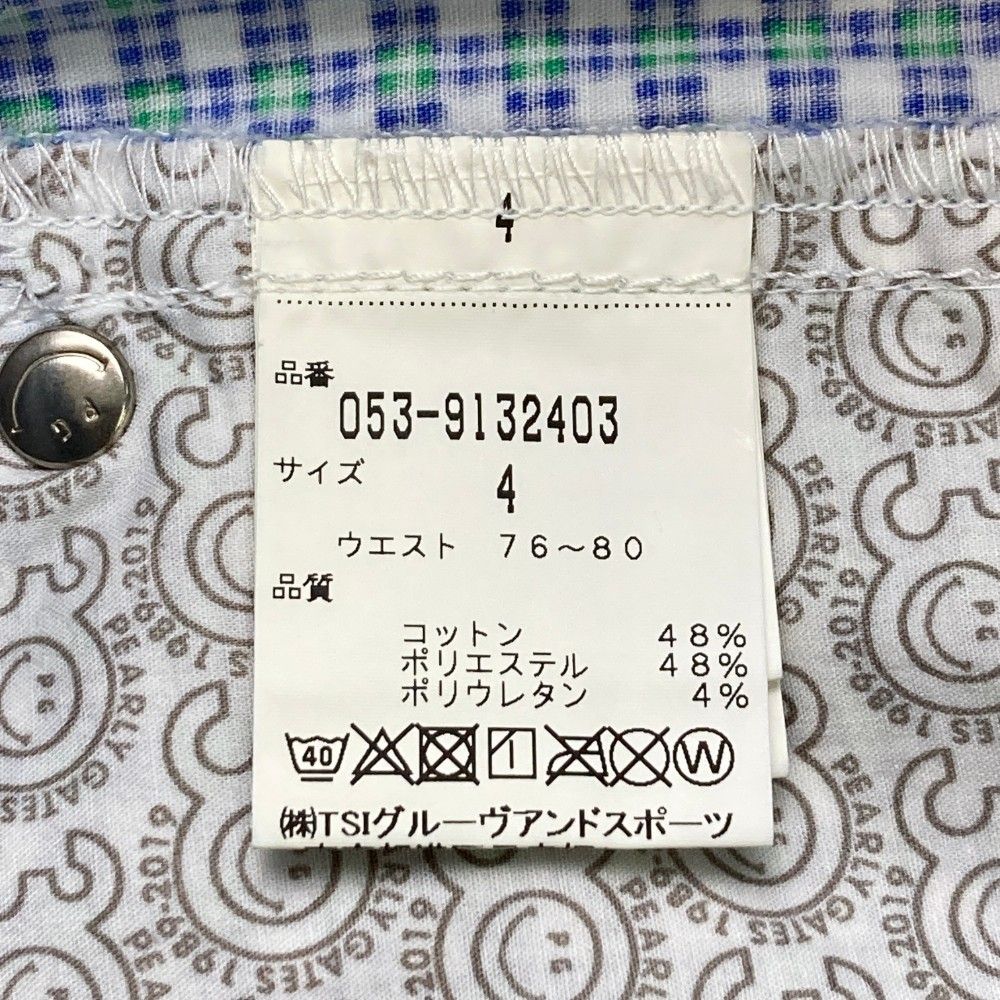 4
品番
053-9132403
サイズ
4
ウエスト 76～80
品質
コットン 48%
ポリエステル 48%
ポリウレタン 4%
40
W
㈱TSIグルーヴアンドスポーツ
PEARLY GATES 1989-2019